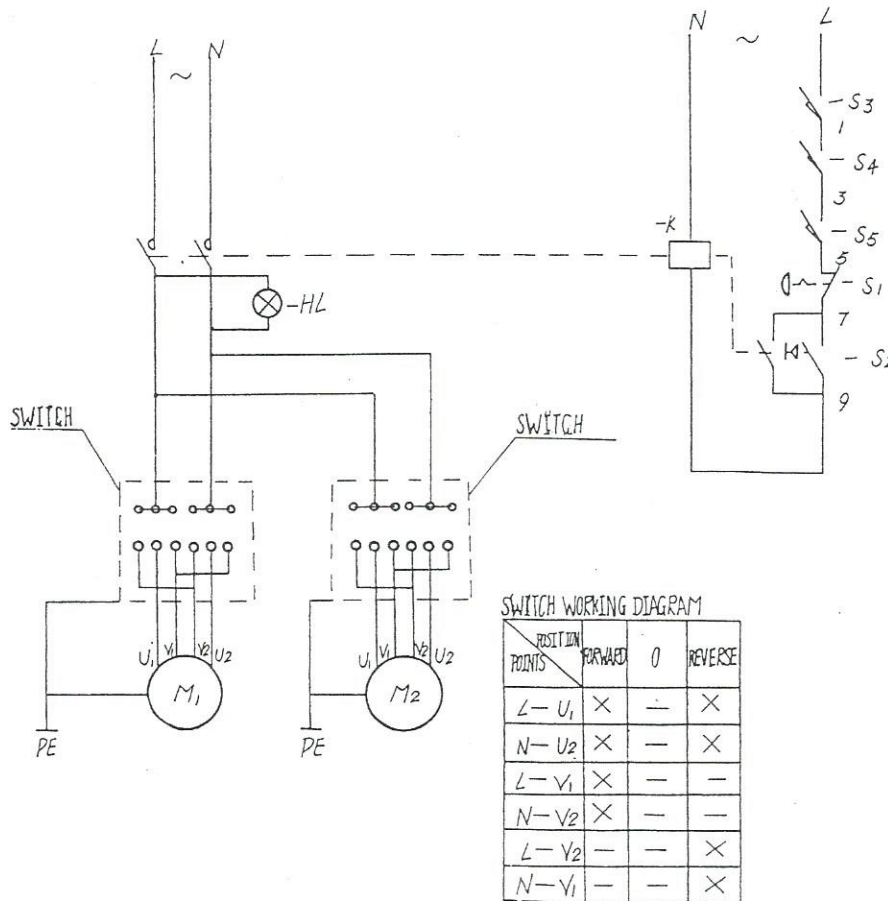 L ~ N
N ~ L
-S3
1
-S4
3
-S5
5
-S1
7
-S2
9
-K
-HL
SWITCH
SWITCH
U1 V1 V2 U2
M1
PE
U1 V1 V2 U2
M2
PE
SWITCH WORKING DIAGRAM
POSITION
POINTS
FORWARD 0 REVERSE
L-U1 X - X
N-U2 X - X
L-V1 X - -
N-V2 X - -
L-V2 - - X
N-V1 - - X